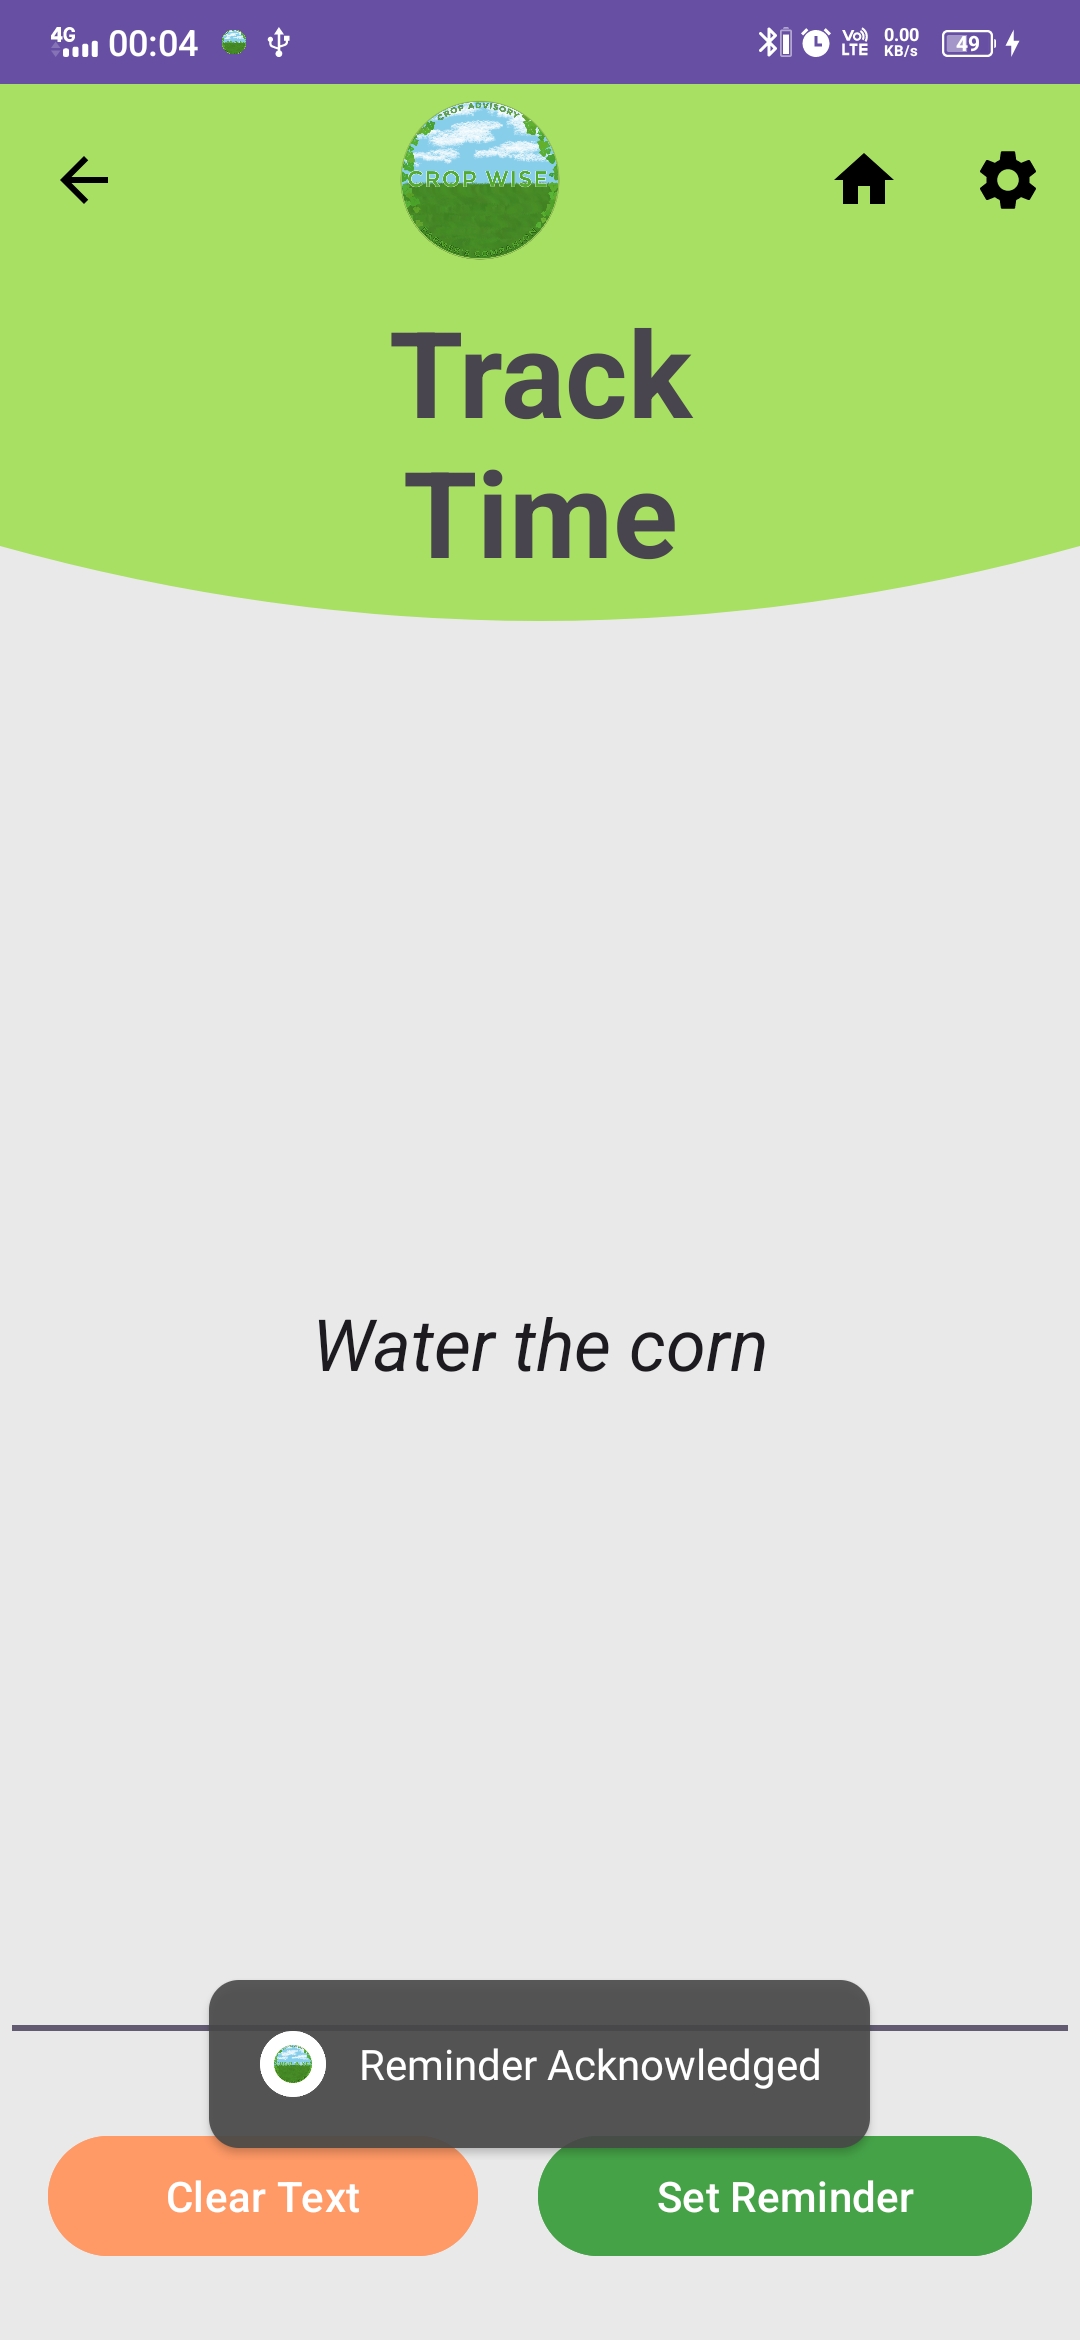 4G 00:04 Vo) LTE 0.00 KB/s 49
CROP ADVISORY
CROP WISE
Track
Time
Water the corn
Reminder Acknowledged
Clear Text Set Reminder